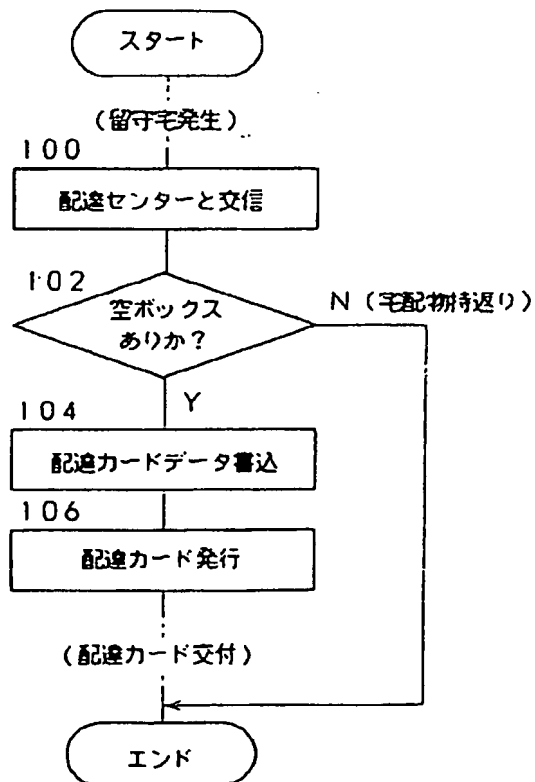 スタート
(留守宅発生)
100
配達センターと交信
102
空ボックス
ありか?
N (宅配物持返り)
Y
104
配達カードデータ書込
106
配達カード発行
(配達カード交付)
エンド